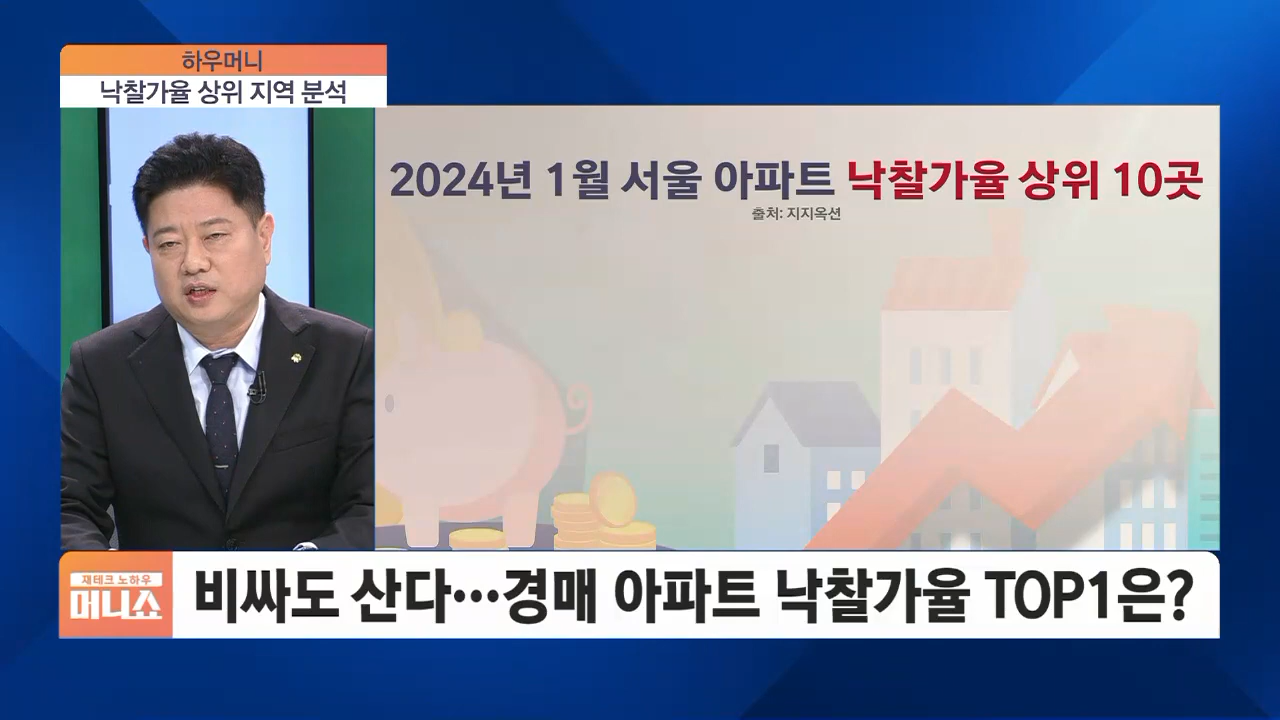 하우머니
낙찰가율 상위 지역 분석
2024년 1월 서울 아파트 낙찰가율 상위 10곳
출처: 지지옥션
재테크 노하우
머니쇼
비싸도 산다…경매 아파트 낙찰가율 TOP1은?